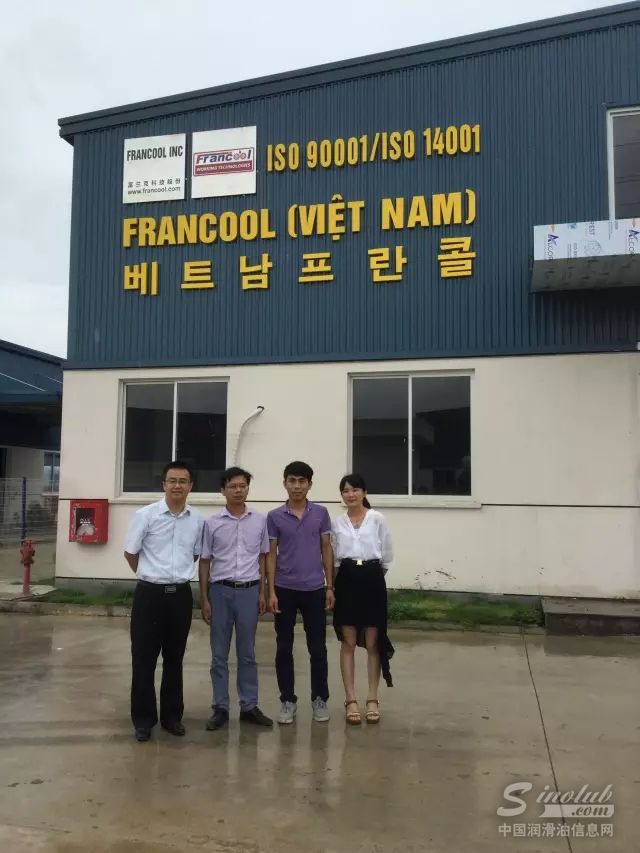 FRANCOOL INC
富兰克科技股份
www.francool.com
Francool
WORKING TECHNOLOGIES
ISO 90001/ISO 14001
FRANCOOL (VIỆT NAM)
베트남프란콜
Sinolub.com
中国润滑油信息网